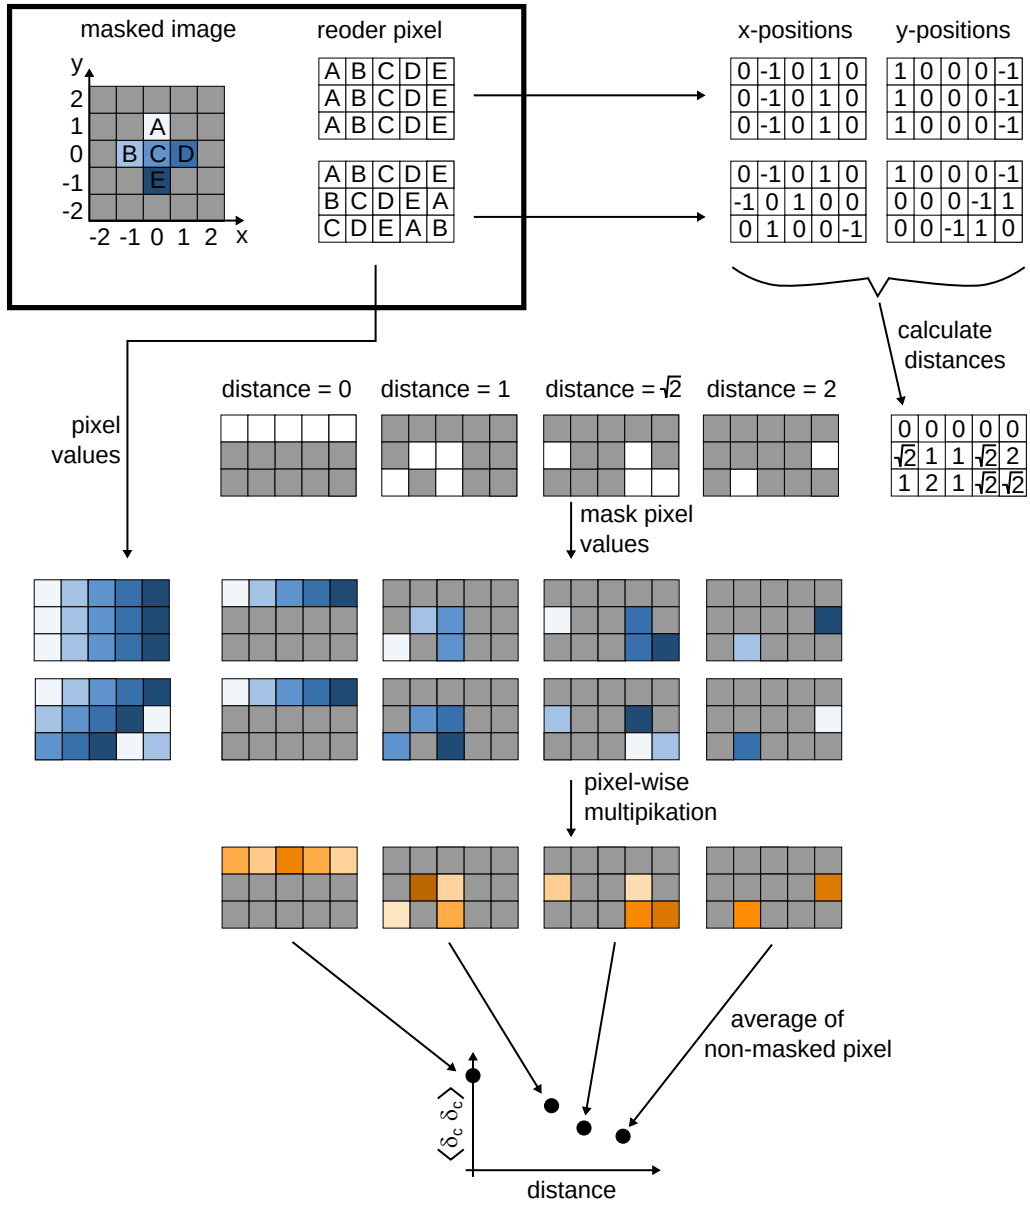 masked image
reoder pixel
x-positions
y-positions
y
2
1
0
-1
-2
A
B C D
E
-2 -1 0 1 2
x
A B C D E
A B C D E
A B C D E
A B C D E
B C D E A
C D E A B
0 -1 0 1 0
0 -1 0 1 0
0 -1 0 1 0
1 0 0 0 -1
1 0 0 0 -1
1 0 0 0 -1
0 -1 0 1 0
-1 0 1 0 0
0 1 0 0 -1
1 0 0 0 -1
0 0 0 -1 1
0 0 -1 1 0
calculate
distances
0 0 0 0 0
√2 1 1 √2 2
1 2 1 √2 √2
pixel
values
distance = 0
distance = 1
distance = √2
distance = 2
mask pixel
values
pixel-wise
multipikation
average of
non-masked pixel
⟨δc δc⟩
distance